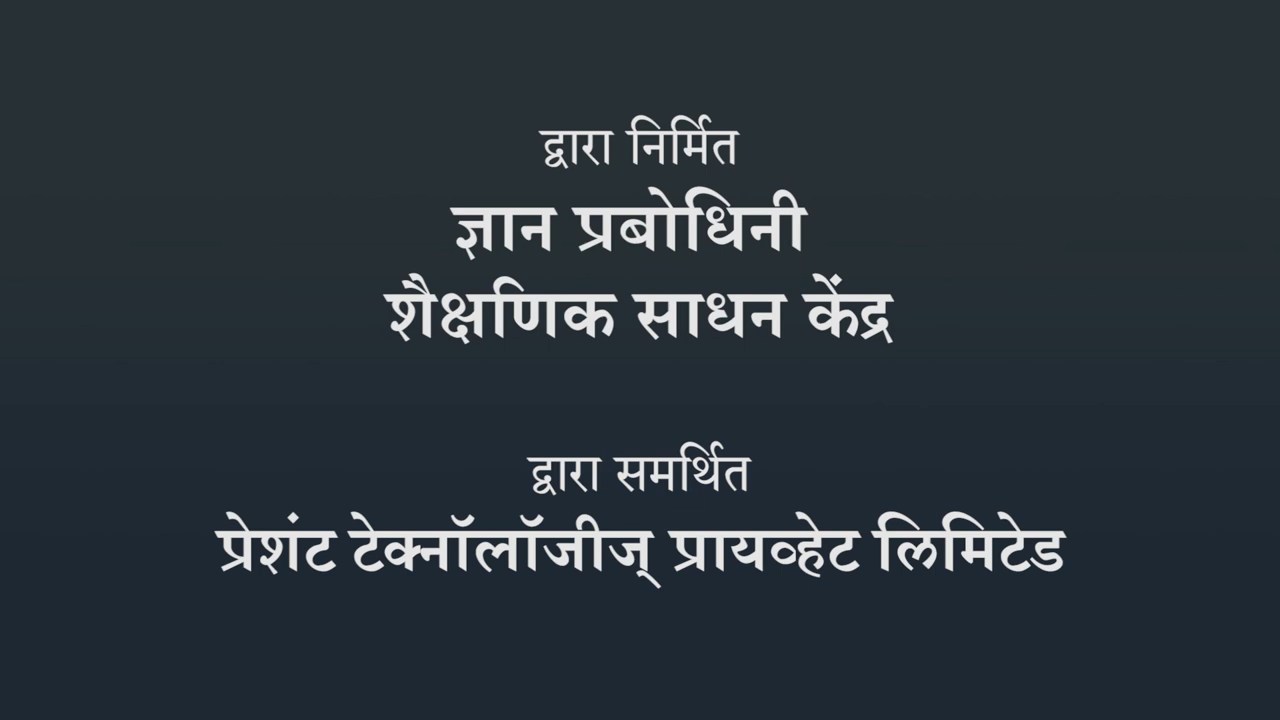 द्वारा निर्मित
ज्ञान प्रबोधिनी
शैक्षणिक साधन केंद्र
द्वारा समर्थित
प्रेशंट टेक्नॉलॉजीज् प्रायव्हेट लिमिटेड